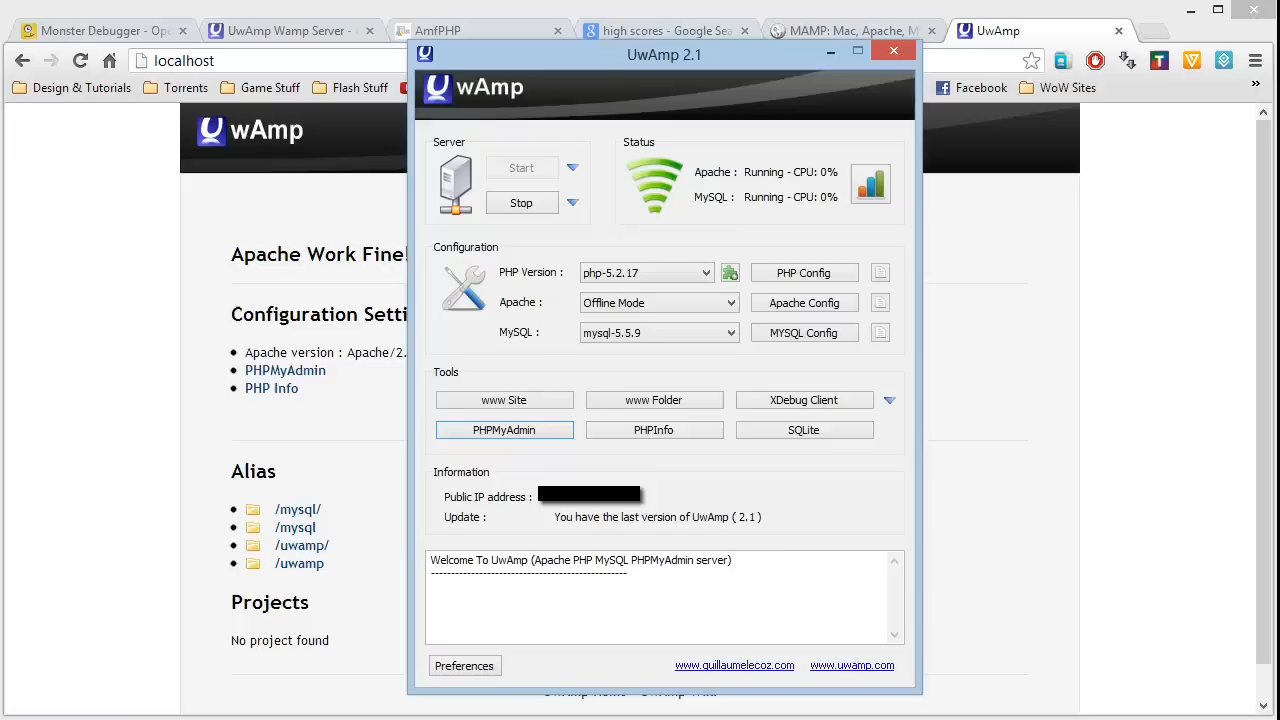 Monster Debugger - Op
UwAmp Wamp Server -
AmfPHP
high scores - Google Sea
MAMP: Mac, Apache, M
UwAmp
localhost
Design & Tutorials
Torrents
Game Stuff
Flash Stuff
Facebook
WoW Sites
»
wAmp
Apache Work Fine!
Configuration Setti
Apache version : Apache/2.
PHPMyAdmin
PHP Info
Alias
/mysql/
/mysql
/uwamp/
/uwamp
Projects
No project found
UwAmp 2.1
wAmp
Server
Start
Stop
Status
Apache : Running - CPU: 0%
MySQL : Running - CPU: 0%
Configuration
PHP Version : php-5.2.17 PHP Config
Apache : Offline Mode Apache Config
MySQL : mysql-5.5.9 MYSQL Config
Tools
www Site www Folder XDebug Client
PHPMyAdmin PHPInfo SQLite
Information
Public IP address :
Update : You have the last version of UwAmp ( 2.1 )
Welcome To UwAmp (Apache PHP MySQL PHPMyAdmin server)
--------------------------------------------------
Preferences
www.guillaumelecoz.com www.uwamp.com